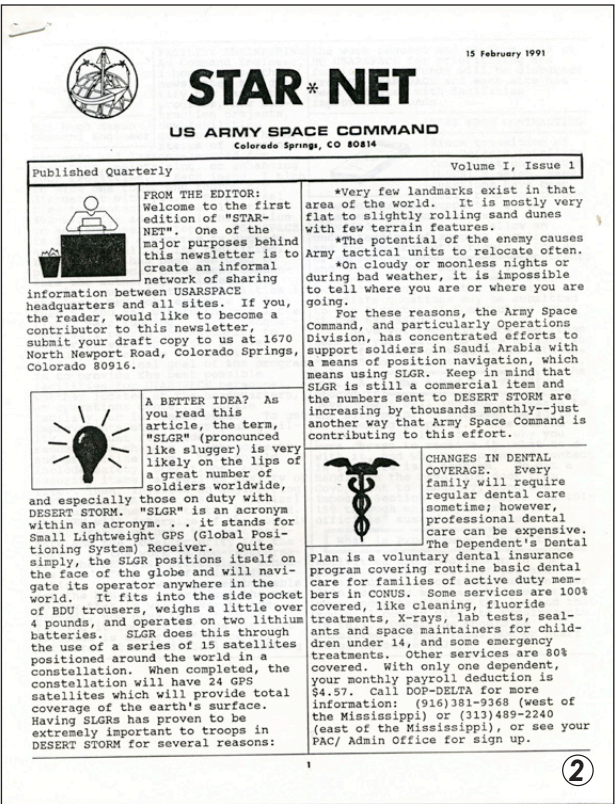 15 February 1991
STAR*NET
US ARMY SPACE COMMAND
Colorado Springs, CO 80814
Published Quarterly
Volume I, Issue 1
FROM THE EDITOR:
Welcome to the first
edition of "STAR-
NET". One of the
major purposes behind
this newsletter is to
create an informal
network of sharing
information between USARSPACE
headquarters and all sites. If you,
the reader, would like to become a
contributor to this newsletter,
submit your draft copy to us at 1670
North Newport Road, Colorado Springs,
Colorado 80916.
A BETTER IDEA? As
you read this
article, the term,
"SLGR" (pronounced
like slugger) is very
likely on the lips of
a great number of
soldiers worldwide,
and especially those on duty with
DESERT STORM. "SLGR" is an acronym
within an acronym. . . it stands for
Small Lightweight GPS (Global Posi-
tioning System) Receiver. Quite
simply, the SLGR positions itself on
the face of the globe and will navi-
gate its operator anywhere in the
world. It fits into the side pocket
of BDU trousers, weighs a little over
4 pounds, and operates on two lithium
batteries. SLGR does this through
the use of a series of 15 satellites
positioned around the world in a
constellation. When completed, the
constellation will have 24 GPS
satellites which will provide total
coverage of the earth's surface.
Having SLGRs has proven to be
extremely important to troops in
DESERT STORM for several reasons:
*Very few landmarks exist in that
area of the world. It is mostly very
flat to slightly rolling sand dunes
with few terrain features.
*The potential of the enemy causes
Army tactical units to relocate often.
*On cloudy or moonless nights or
during bad weather, it is impossible
to tell where you are or where you are
going.
For these reasons, the Army Space
Command, and particularly Operations
Division, has concentrated efforts to
support soldiers in Saudi Arabia with
a means of position navigation, which
means using SLGR. Keep in mind that
SLGR is still a commercial item and
the numbers sent to DESERT STORM are
increasing by thousands monthly--just
another way that Army Space Command is
contributing to this effort.
CHANGES IN DENTAL
COVERAGE. Every
family will require
regular dental care
sometime; however,
professional dental
care can be expensive.
The Dependent's Dental
Plan is a voluntary dental insurance
program covering routine basic dental
care for families of active duty mem-
bers in CONUS. Some services are 100%
covered, like cleaning, fluoride
treatments, X-rays, lab tests, seal-
ants and space maintainers for chil-
dren under 14, and some emergency
treatments. Other services are 80%
covered. With only one dependent,
your monthly payroll deduction is
$4.57. Call DOP-DELTA for more
information: (916)381-9368 (west of
the Mississippi) or (313)489-2240
(east of the Mississippi), or see your
PAC/ Admin Office for sign up.
1
2